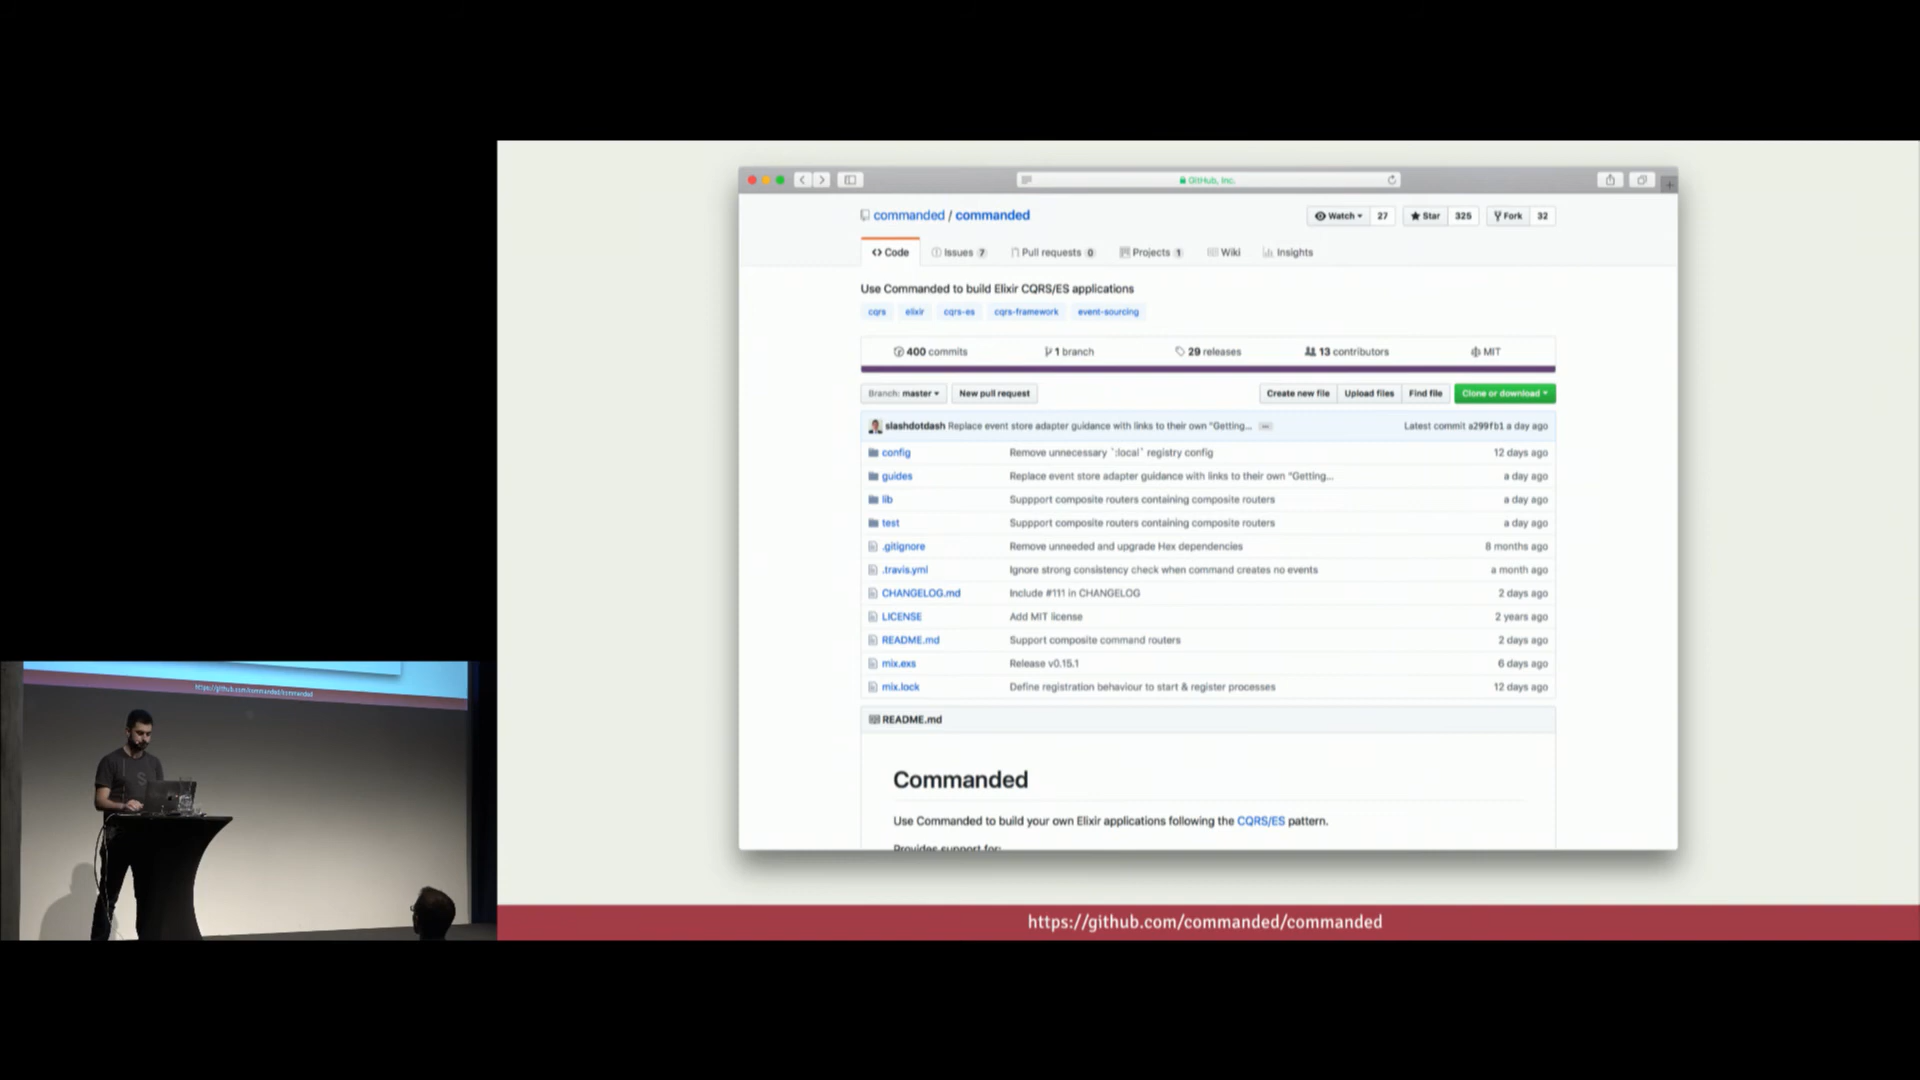 GitHub, Inc.
commanded / commanded
Watch 27 Star 325 Fork 32
Code Issues 7 Pull requests 0 Projects 1 Wiki Insights
Use Commanded to build Elixir CQRS/ES applications
cqrs elixir cqrs-es cqrs-framework event-sourcing
400 commits 1 branch 29 releases 13 contributors MIT
Branch: master New pull request Create new file Upload files Find file Clone or download
slashdotdash Replace event store adapter guidance with links to their own "Getting... Latest commit a299fb1 a day ago
config Remove unnecessary `:local` registry config 12 days ago
guides Replace event store adapter guidance with links to their own "Getting... a day ago
lib Suppport composite routers containing composite routers a day ago
test Suppport composite routers containing composite routers a day ago
.gitignore Remove unneeded and upgrade Hex dependencies 8 months ago
.travis.yml Ignore strong consistency check when command creates no events a month ago
CHANGELOG.md Include #111 in CHANGELOG 2 days ago
LICENSE Add MIT license 2 years ago
README.md Support composite command routers 2 days ago
mix.exs Release v0.15.1 6 days ago
mix.lock Define registration behaviour to start & register processes 12 days ago
README.md
Commanded
Use Commanded to build your own Elixir applications following the CQRS/ES pattern.
Provides support for:
https://github.com/commanded/commanded
https://github.com/commanded/commanded